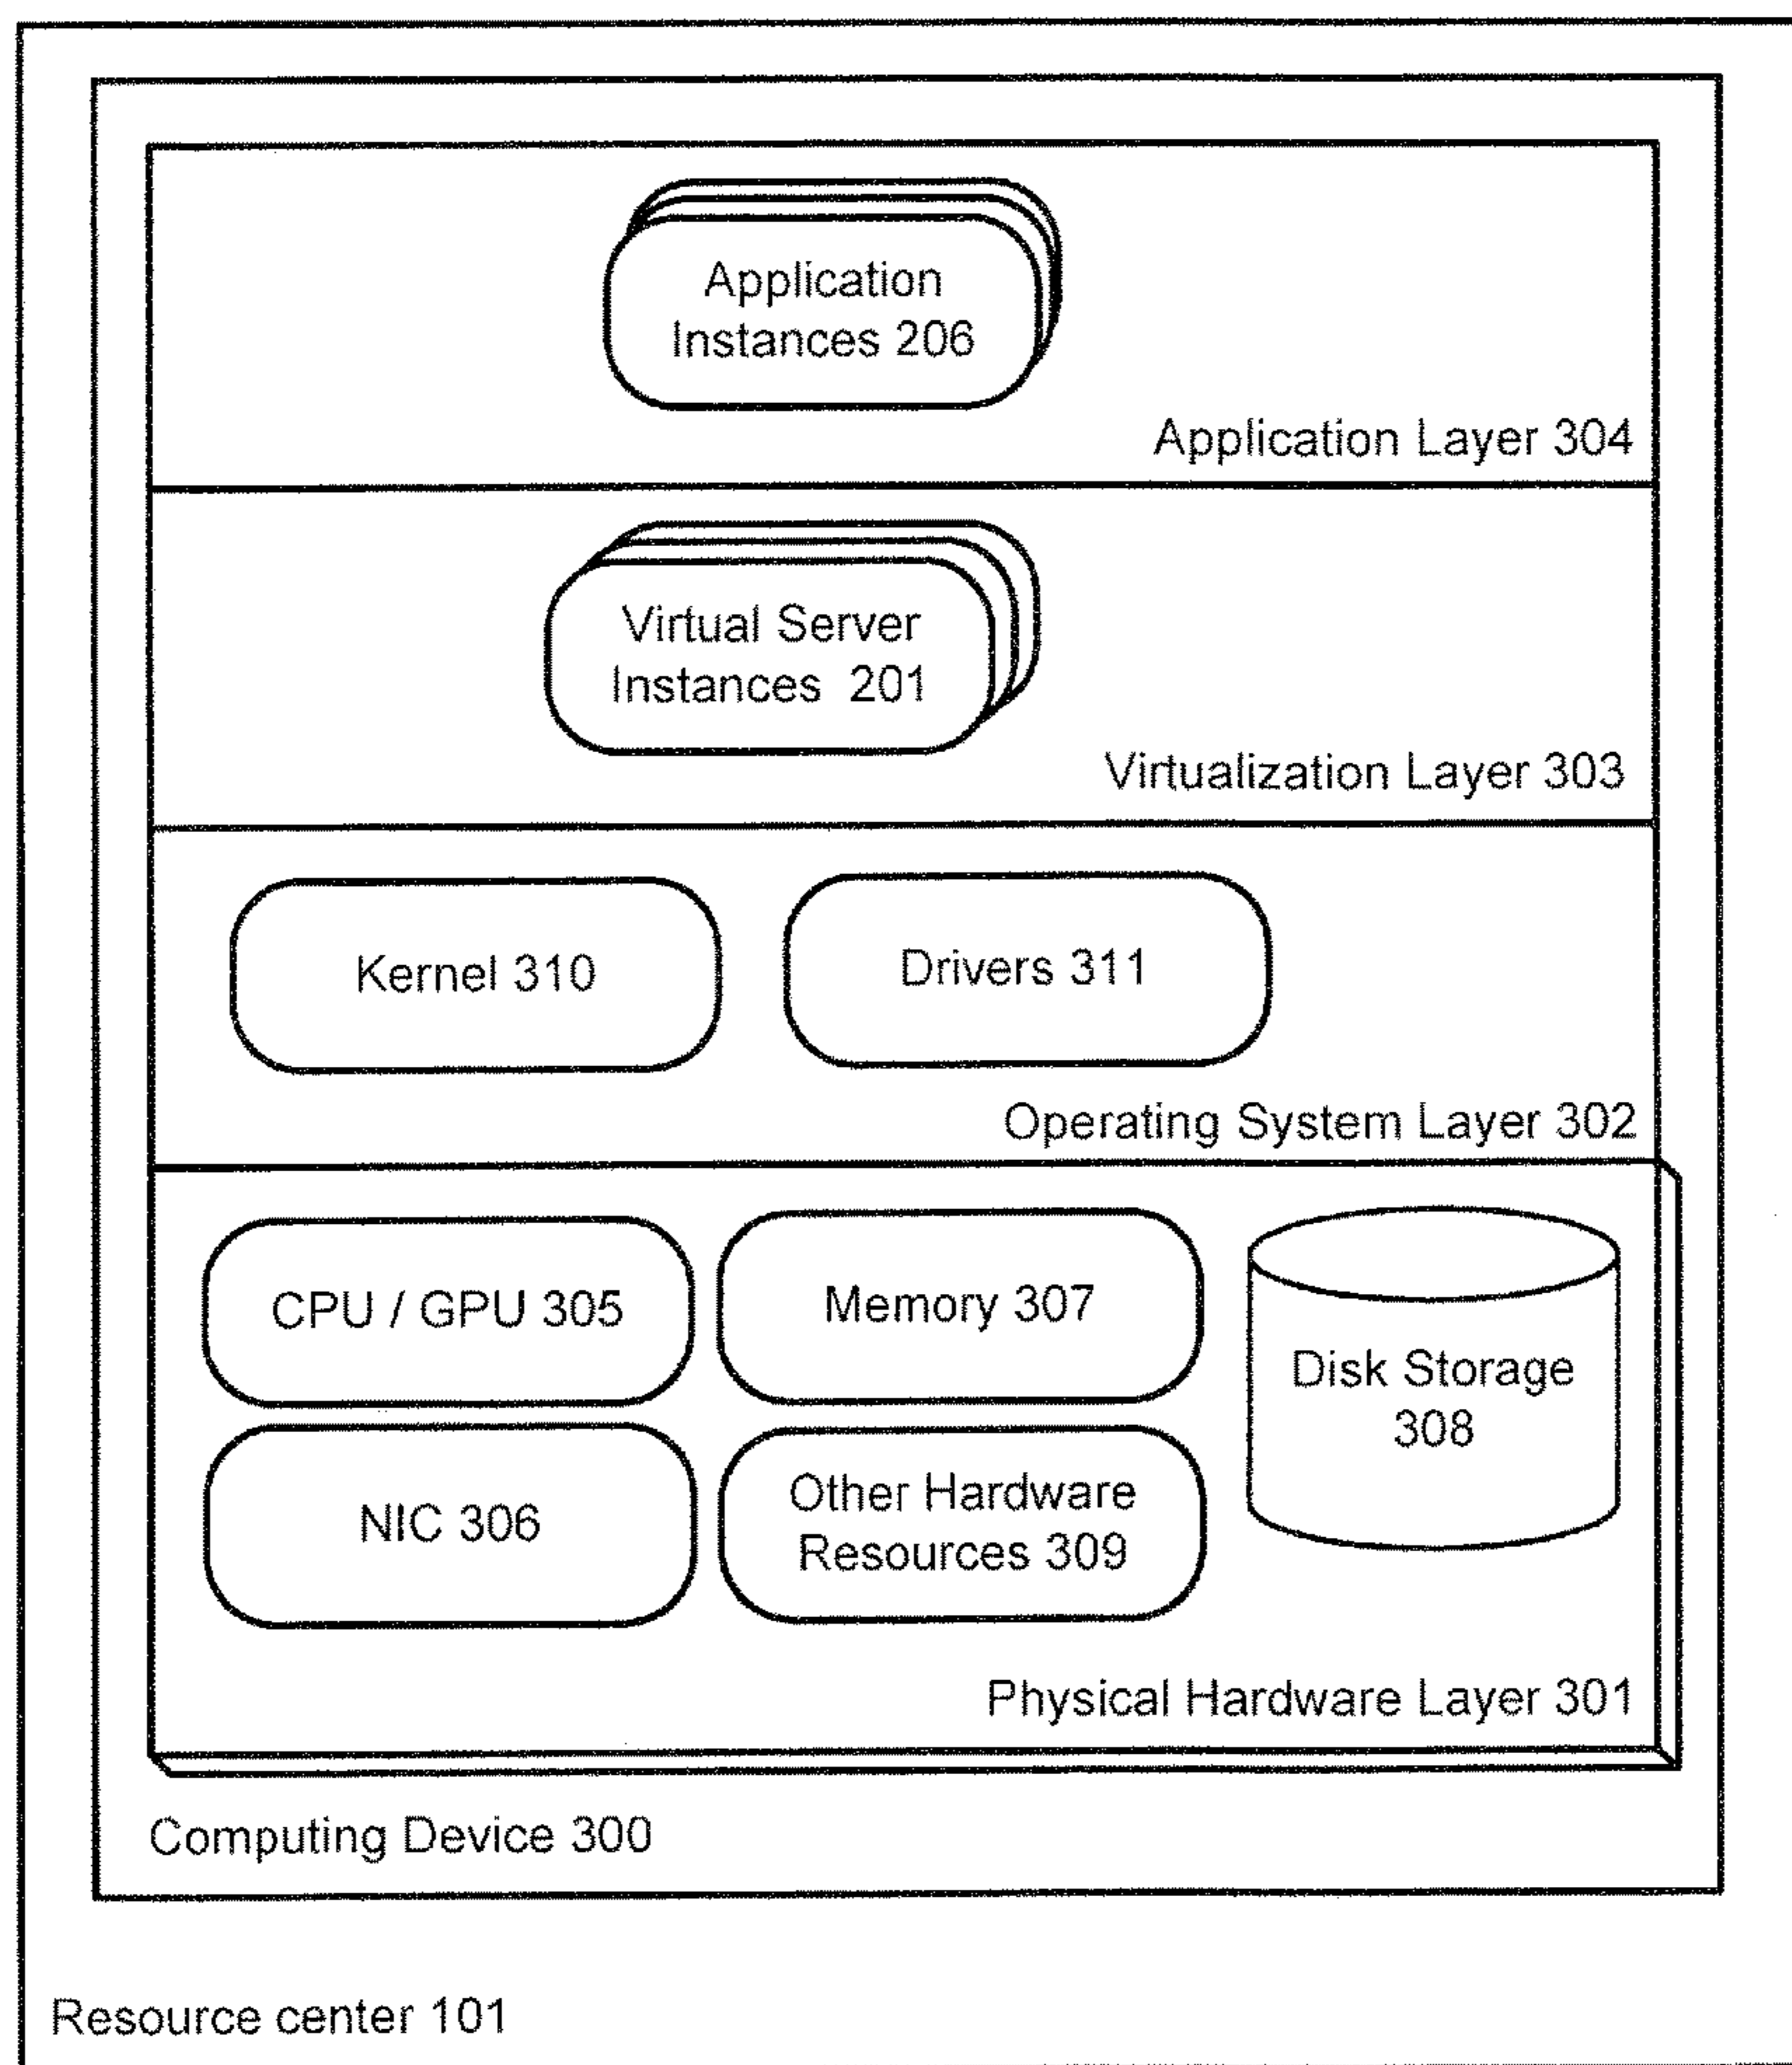 Application
Instances 206
Application Layer 304
Virtual Server
Instances 201
Virtualization Layer 303
Kernel 310
Drivers 311
Operating System Layer 302
CPU / GPU 305
Memory 307
Disk Storage
308
NIC 306
Other Hardware
Resources 309
Physical Hardware Layer 301
Computing Device 300
Resource center 101